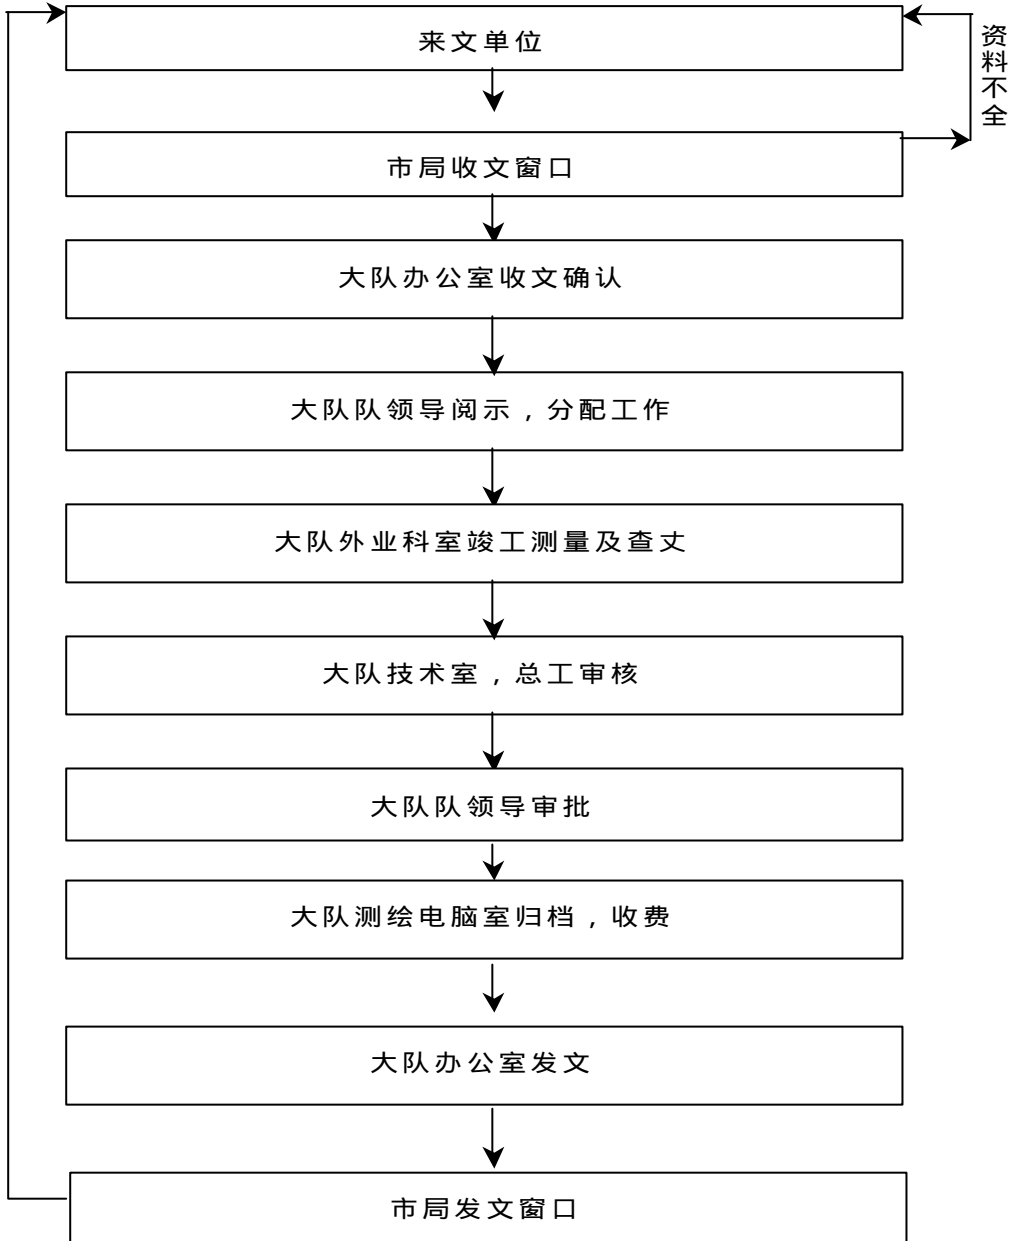 来文单位
资料不全
市局收文窗口
大队办公室收文确认
大队队领导阅示，分配工作
大队外业科室竣工测量及查丈
大队技术室，总工审核
大队队领导审批
大队测绘电脑室归档，收费
大队办公室发文
市局发文窗口